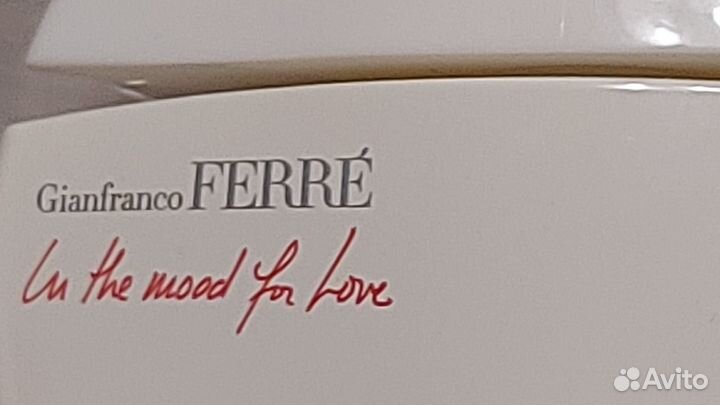 Gianfranco FERRÉ
In the mood for Love
Avito